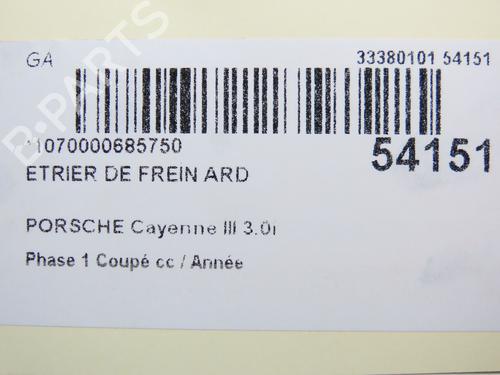 GA
33380101 54151
11070000685750
54151
ETRIER DE FREIN ARD
PORSCHE Cayenne III 3.0i
Phase 1 Coupé cc / Année
B-PARTS